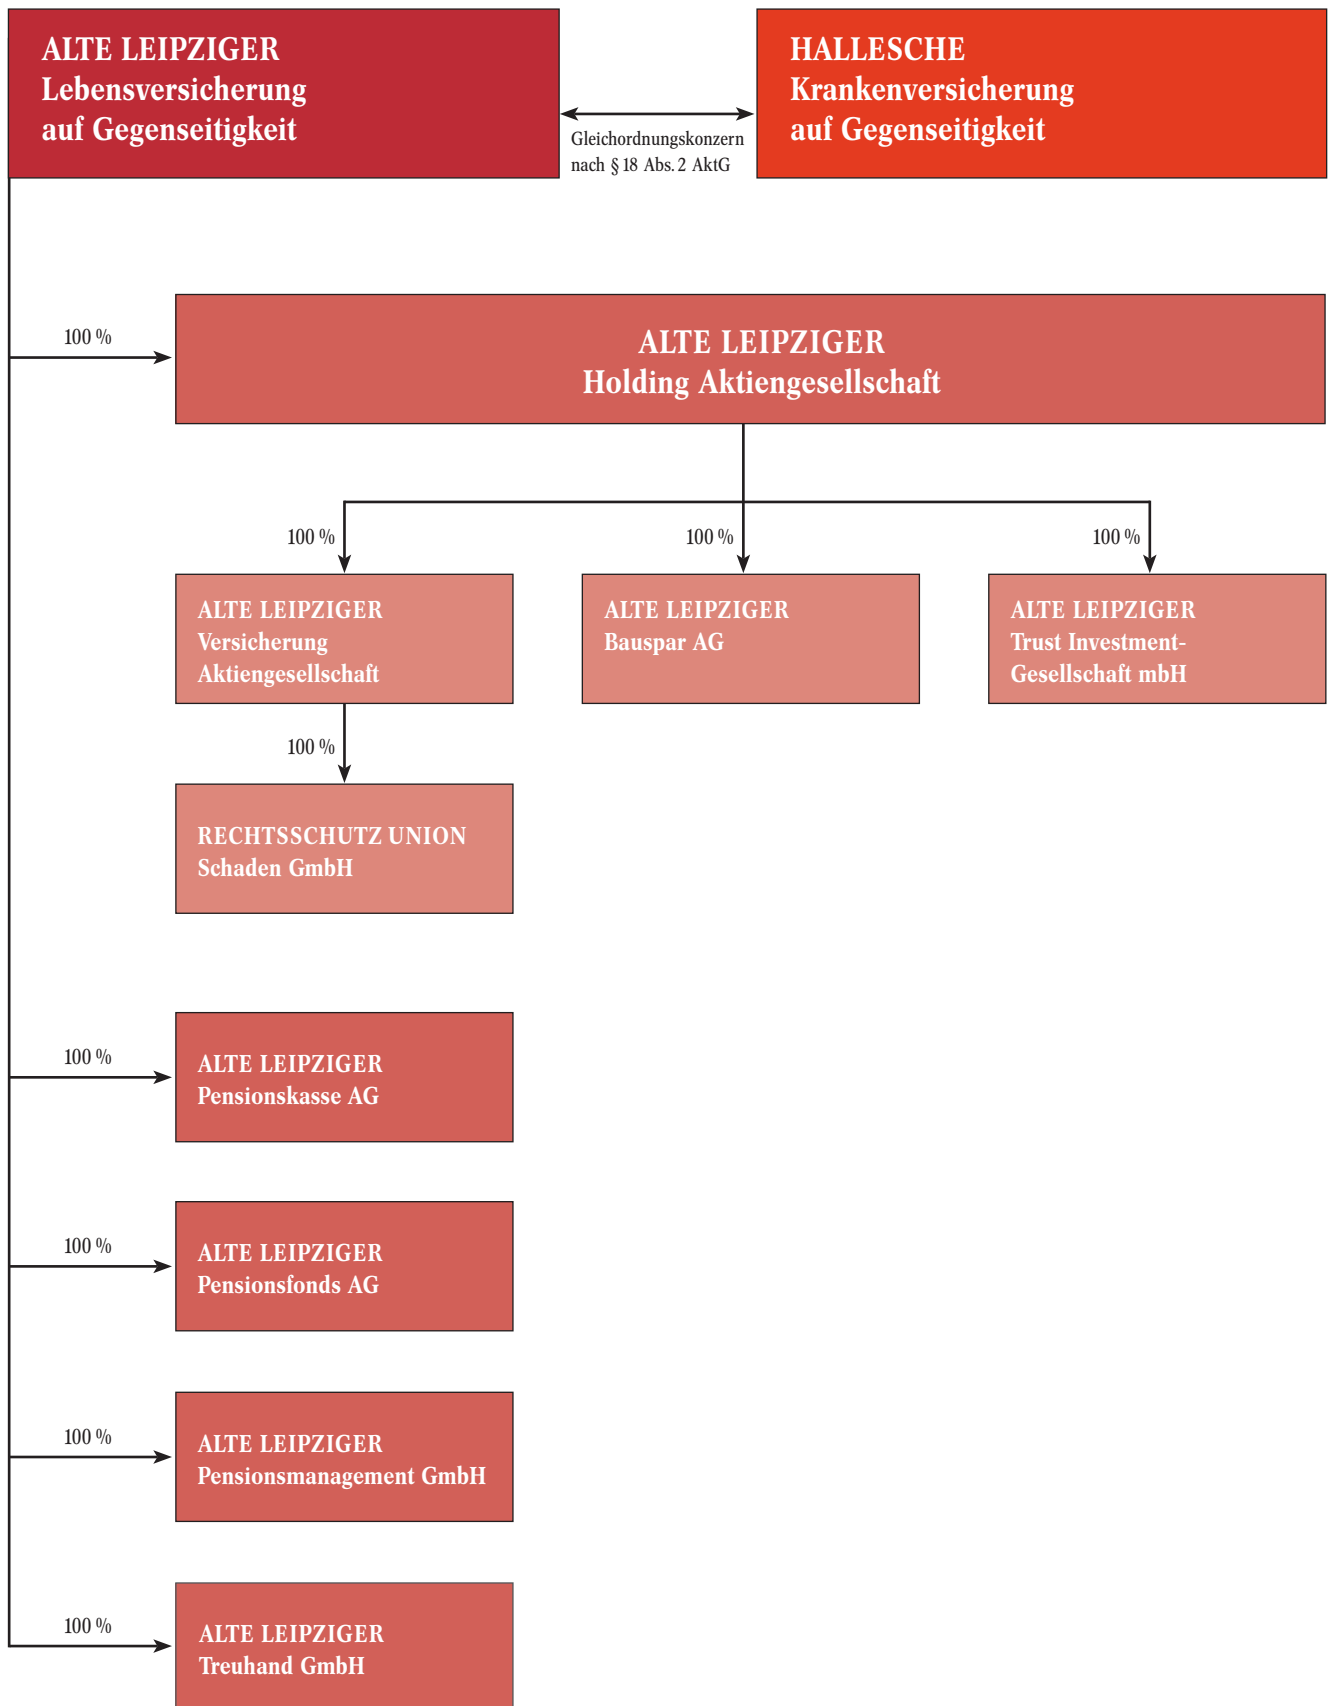 ALTE LEIPZIGER
Lebensversicherung
auf Gegenseitigkeit
Gleichordnungskonzern
nach § 18 Abs. 2 AktG
HALLESCHE
Krankenversicherung
auf Gegenseitigkeit
100 %
ALTE LEIPZIGER
Holding Aktiengesellschaft
100 %
100 %
100 %
ALTE LEIPZIGER
Versicherung
Aktiengesellschaft
ALTE LEIPZIGER
Bauspar AG
ALTE LEIPZIGER
Trust Investment-
Gesellschaft mbH
100 %
RECHTSSCHUTZ UNION
Schaden GmbH
100 %
ALTE LEIPZIGER
Pensionskasse AG
100 %
ALTE LEIPZIGER
Pensionsfonds AG
100 %
ALTE LEIPZIGER
Pensionsmanagement GmbH
100 %
ALTE LEIPZIGER
Treuhand GmbH